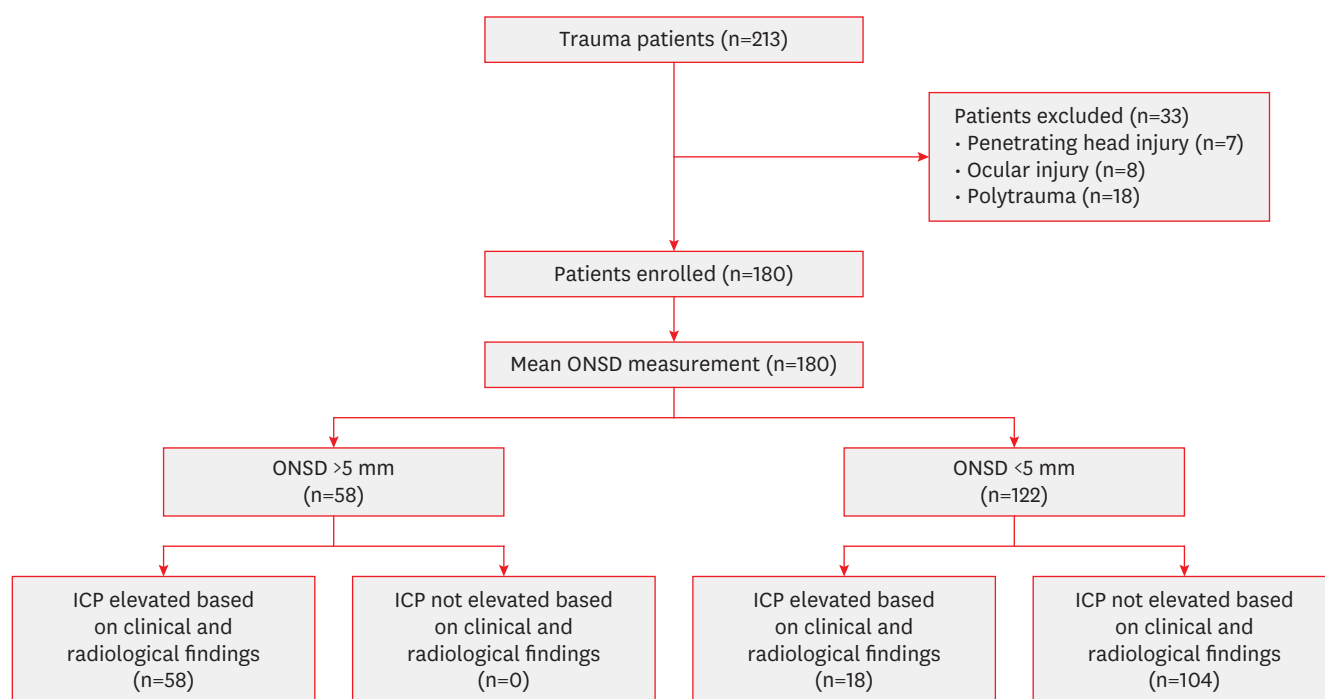 Trauma patients (n=213)
Patients excluded (n=33)
• Penetrating head injury (n=7)
• Ocular injury (n=8)
• Polytrauma (n=18)
Patients enrolled (n=180)
Mean ONSD measurement (n=180)
ONSD >5 mm
(n=58)
ONSD <5 mm
(n=122)
ICP elevated based
on clinical and
radiological findings
(n=58)
ICP not elevated based
on clinical and
radiological findings
(n=0)
ICP elevated based
on clinical and
radiological findings
(n=18)
ICP not elevated based
on clinical and
radiological findings
(n=104)